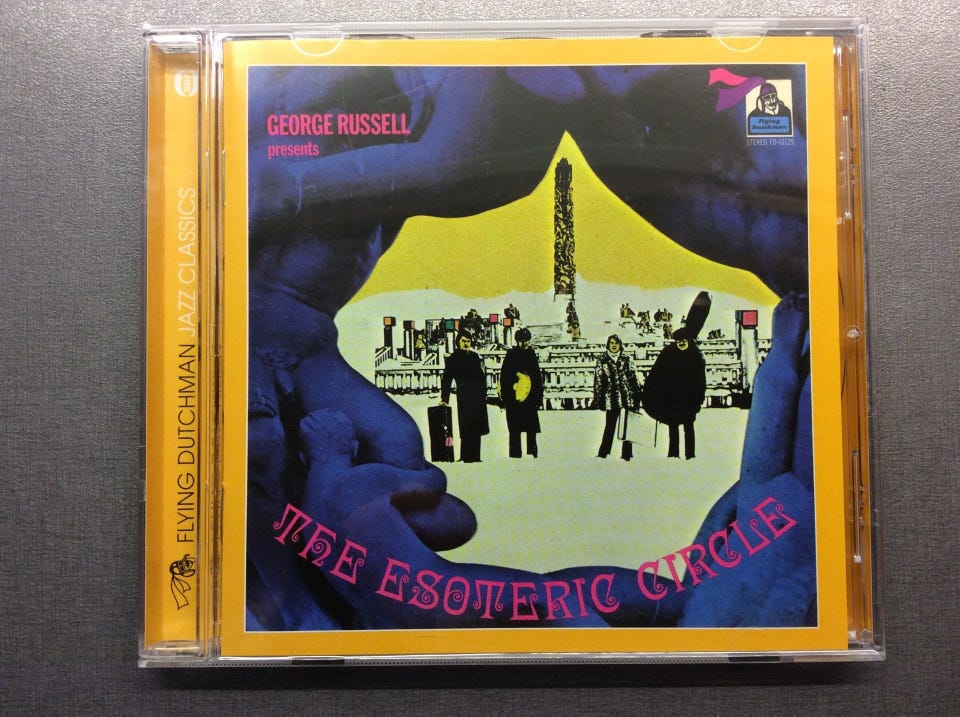 FLYING DUTCHMAN JAZZ CLASSICS
GEORGE RUSSELL
presents
Flying
Dutchman
STEREO FD-10125
THE ESOTERIC CIRCLE